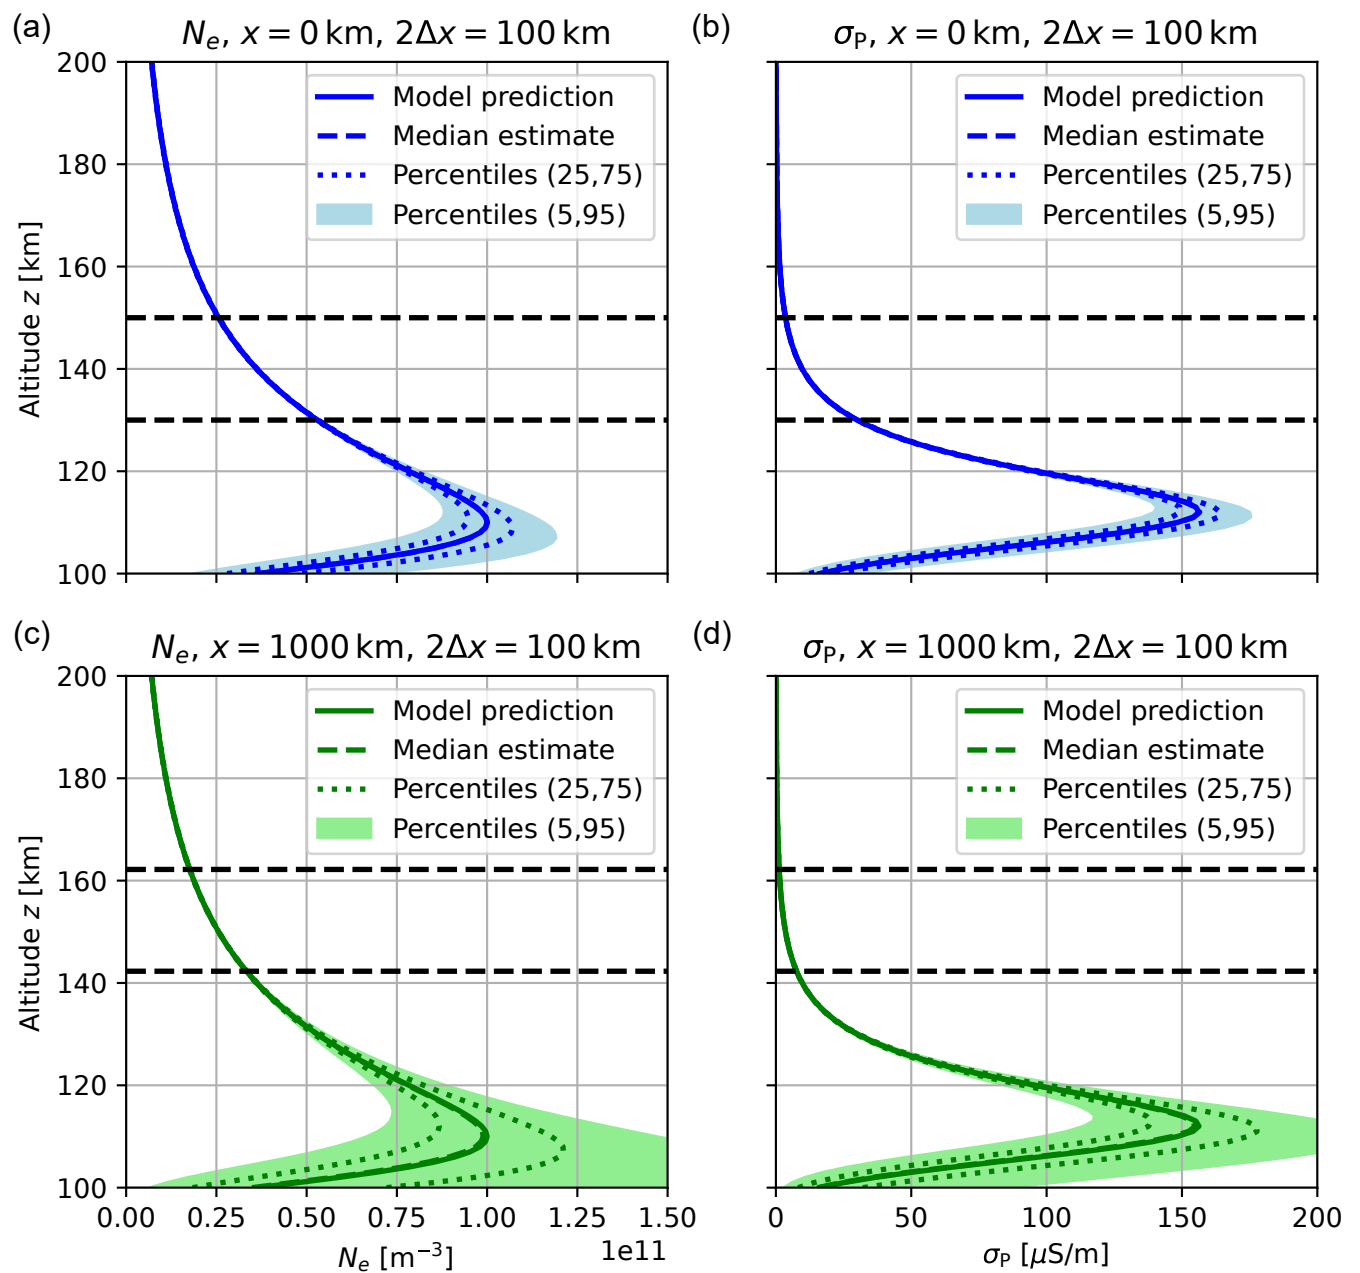 (a)
N_e, x = 0 km, 2Δx = 100 km
200
180
160
140
120
100
Altitude z [km]
Model prediction
Median estimate
Percentiles (25,75)
Percentiles (5,95)
(b)
σ_P, x = 0 km, 2Δx = 100 km
Model prediction
Median estimate
Percentiles (25,75)
Percentiles (5,95)
(c)
N_e, x = 1000 km, 2Δx = 100 km
200
180
160
140
120
100
Altitude z [km]
Model prediction
Median estimate
Percentiles (25,75)
Percentiles (5,95)
0.00 0.25 0.50 0.75 1.00 1.25 1.50
1e11
N_e [m⁻³]
(d)
σ_P, x = 1000 km, 2Δx = 100 km
Model prediction
Median estimate
Percentiles (25,75)
Percentiles (5,95)
0 50 100 150 200
σ_P [μS/m]